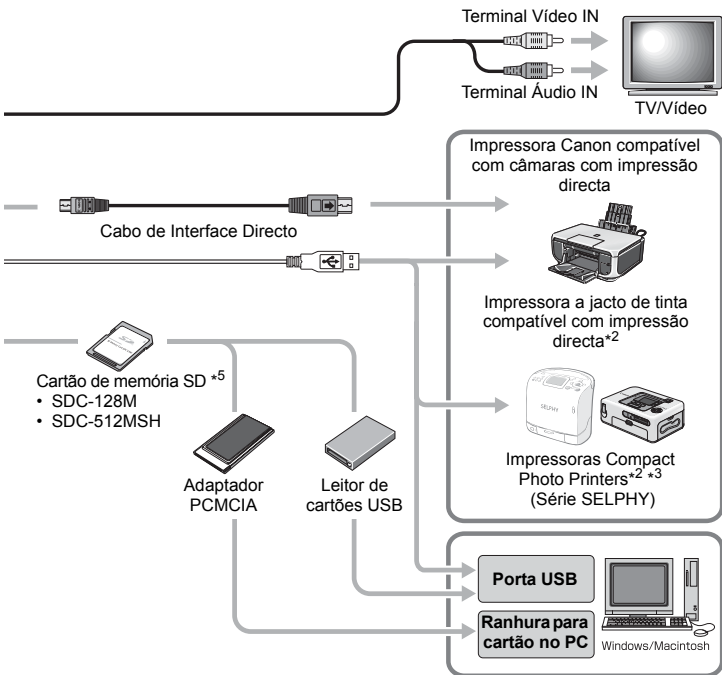 Terminal Vídeo IN
Terminal Áudio IN
TV/Vídeo
Impressora Canon compatível
com câmaras com impressão
directa
Cabo de Interface Directo
Impressora a jacto de tinta
compatível com impressão
directa*2
Cartão de memória SD *5
• SDC-128M
• SDC-512MSH
SELPHY
Adaptador
PCMCIA
Leitor de
cartões USB
Impressoras Compact
Photo Printers*2 *3
(Série SELPHY)
Porta USB
Ranhura para
cartão no PC
Windows/Macintosh